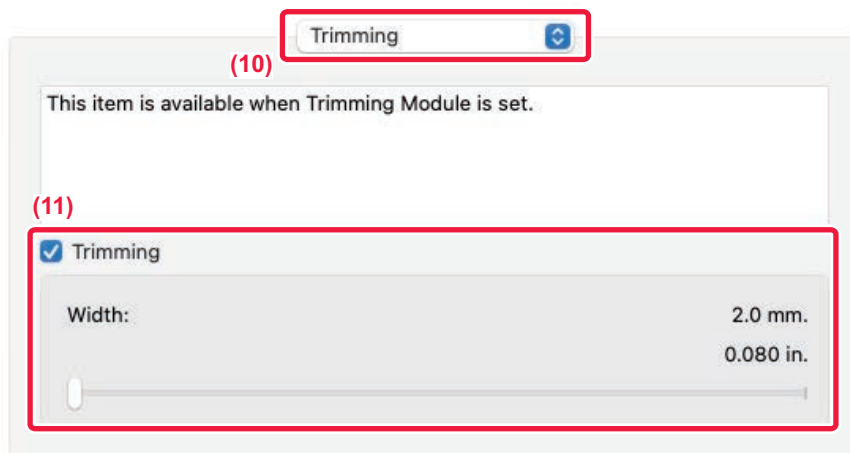 Trimming
(10)
This item is available when Trimming Module is set.
(11)
Trimming
Width: 2.0 mm.
0.080 in.